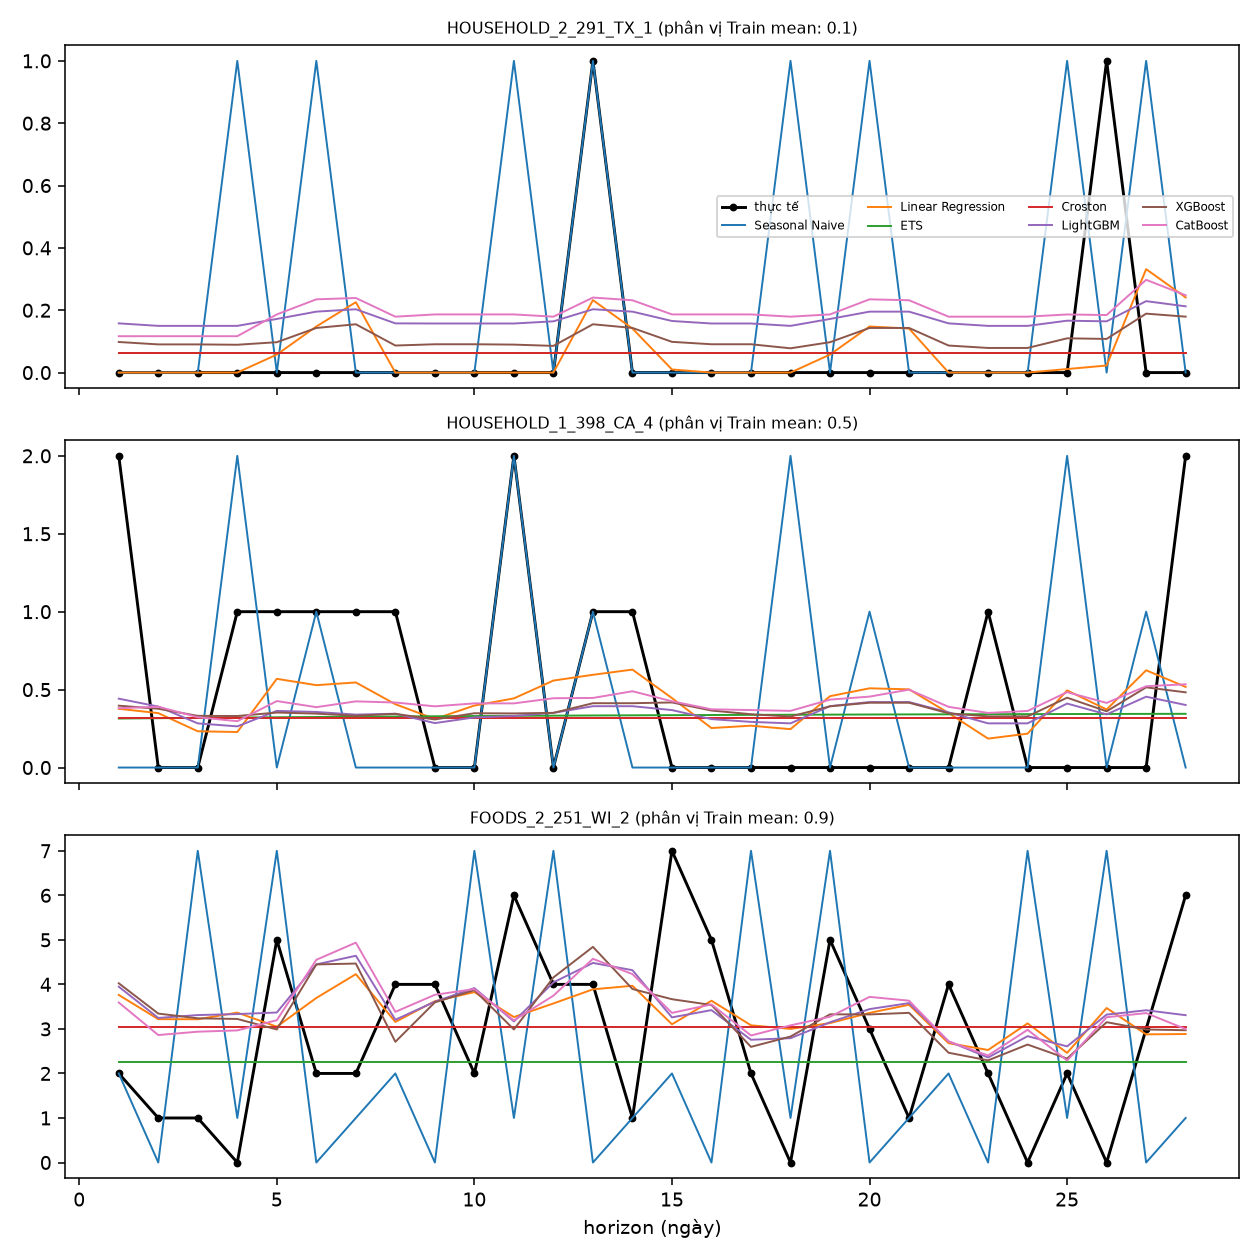 HOUSEHOLD_2_291_TX_1 (phân vị Train mean: 0.1)
1.0
0.8
0.6
0.4
0.2
0.0
thực tế
Seasonal Naive
Linear Regression
ETS
Croston
LightGBM
XGBoost
CatBoost
HOUSEHOLD_1_398_CA_4 (phân vị Train mean: 0.5)
2.0
1.5
1.0
0.5
0.0
FOODS_2_251_WI_2 (phân vị Train mean: 0.9)
7
6
5
4
3
2
1
0
0 5 10 15 20 25
horizon (ngày)